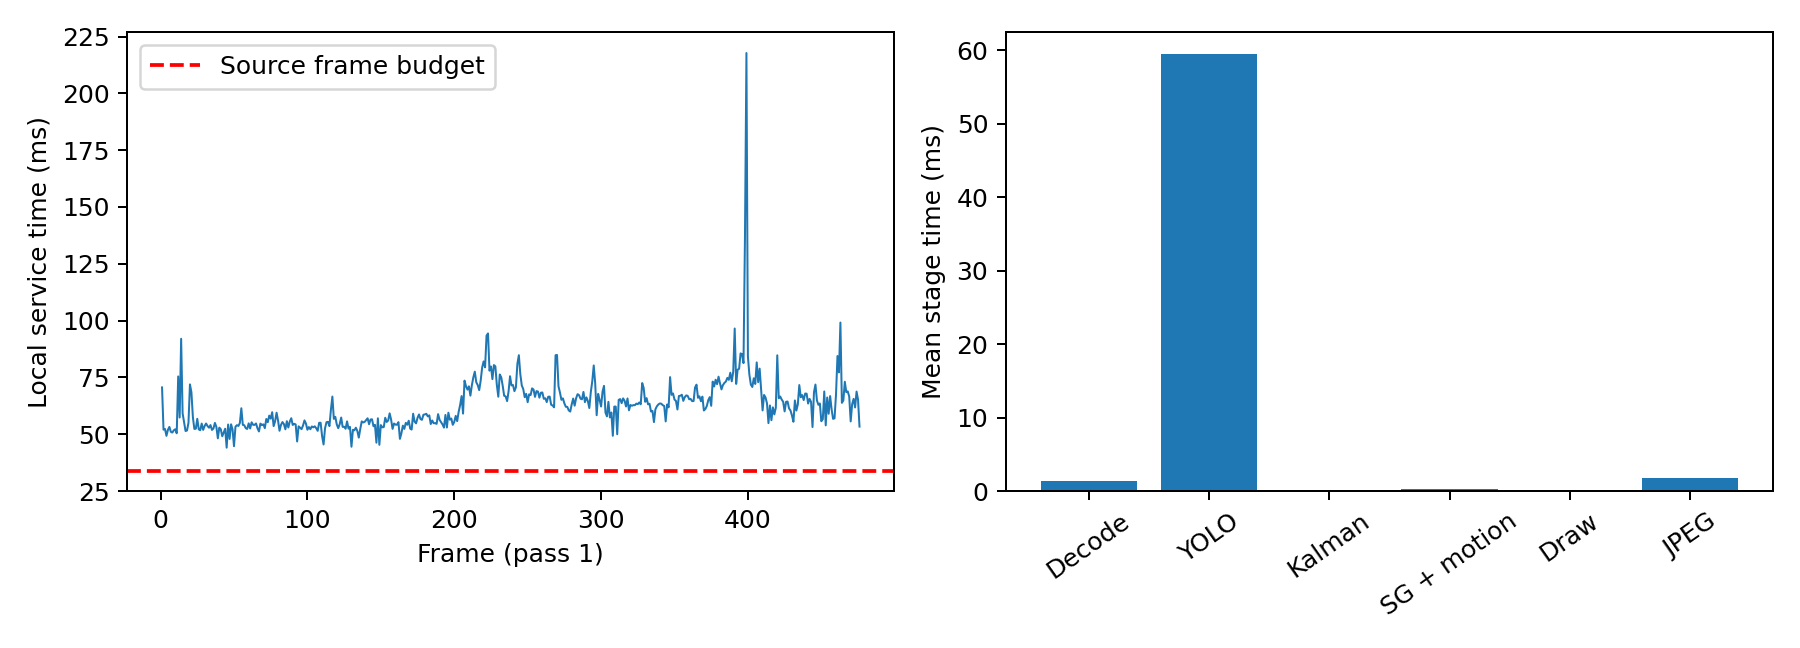 225
200
175
150
125
100
75
50
25
Local service time (ms)
Source frame budget
0 100 200 300 400
Frame (pass 1)
60
50
40
30
20
10
0
Mean stage time (ms)
Decode
YOLO
Kalman
SG + motion
Draw
JPEG